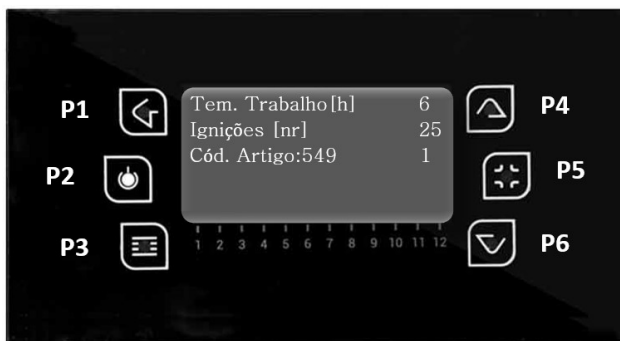 P1
P2
P3
Tem. Trabalho[h] 6
Ignições [nr] 25
Cód. Artigo:549 1
1 2 3 4 5 6 7 8 9 10 11 12
P4
P5
P6